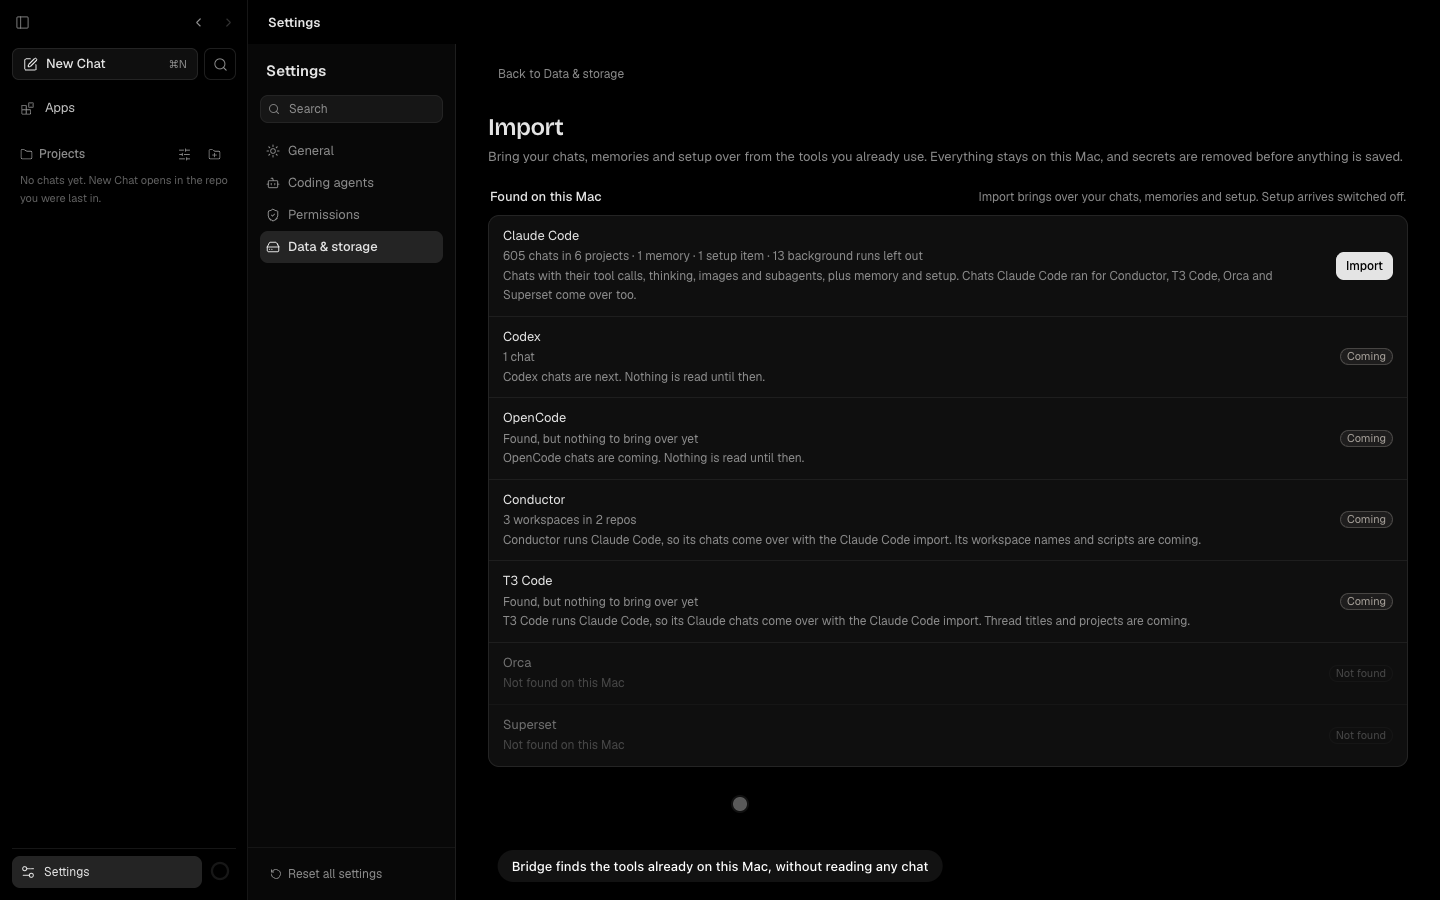 Settings
New Chat ⌘N
Apps
Projects
No chats yet. New Chat opens in the repo
you were last in.
Settings
Settings
Search
General
Coding agents
Permissions
Data & storage
Reset all settings
Back to Data & storage
Import
Bring your chats, memories and setup over from the tools you already use. Everything stays on this Mac, and secrets are removed before anything is saved.
Found on this Mac
Import brings over your chats, memories and setup. Setup arrives switched off.
Claude Code
605 chats in 6 projects · 1 memory · 1 setup item · 13 background runs left out
Chats with their tool calls, thinking, images and subagents, plus memory and setup. Chats Claude Code ran for Conductor, T3 Code, Orca and
Superset come over too.
Import
Codex
1 chat
Codex chats are next. Nothing is read until then.
Coming
OpenCode
Found, but nothing to bring over yet
OpenCode chats are coming. Nothing is read until then.
Coming
Conductor
3 workspaces in 2 repos
Conductor runs Claude Code, so its chats come over with the Claude Code import. Its workspace names and scripts are coming.
Coming
T3 Code
Found, but nothing to bring over yet
T3 Code runs Claude Code, so its Claude chats come over with the Claude Code import. Thread titles and projects are coming.
Coming
Orca
Not found on this Mac
Not found
Superset
Not found on this Mac
Not found
Bridge finds the tools already on this Mac, without reading any chat